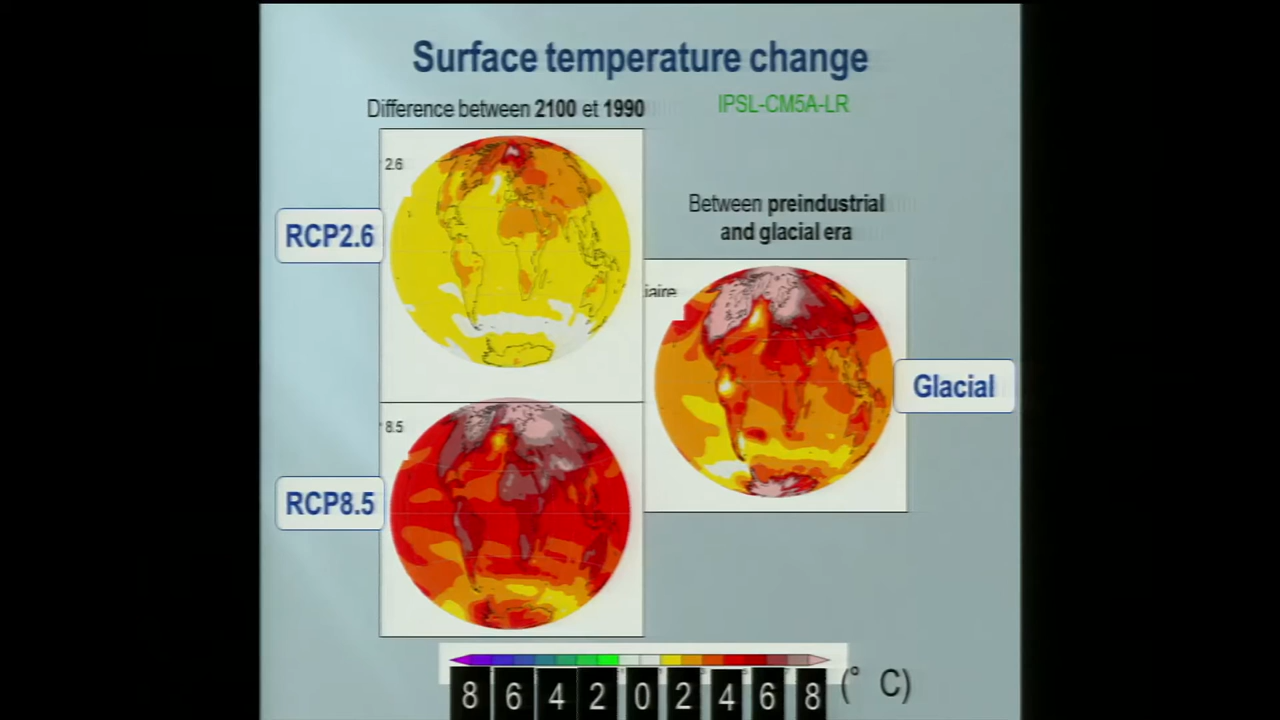 Surface temperature change
Difference between 2100 et 1990
IPSL-CM5A-LR
2.6
RCP2.6
Between preindustrial
and glacial era
iaire
Glacial
8.5
RCP8.5
8 6 4 2 0 2 4 6 8 (° C)